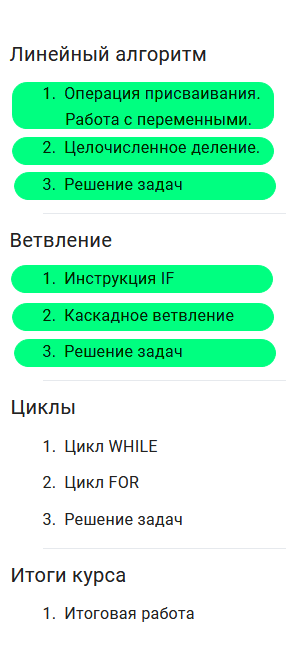 Линейный алгоритм
1. Операция присваивания.
Работа с переменными.
2. Целочисленное деление.
3. Решение задач
Ветвление
1. Инструкция IF
2. Каскадное ветвление
3. Решение задач
Циклы
1. Цикл WHILE
2. Цикл FOR
3. Решение задач
Итоги курса
1. Итоговая работа